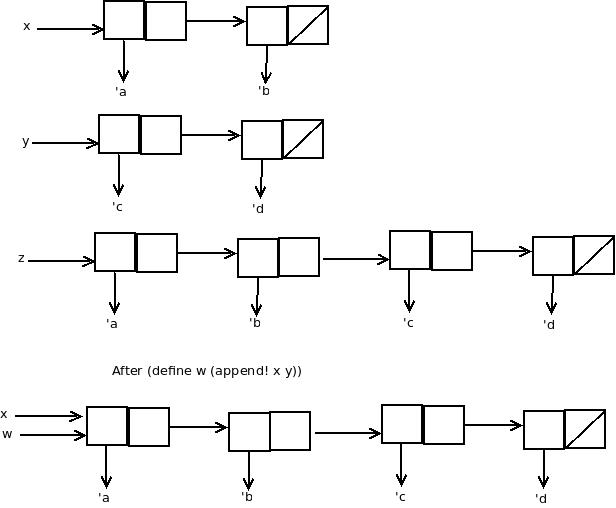 x
'a 'b
y
'c 'd
z
'a 'b 'c 'd
After (define w (append! x y))
x
w
'a 'b 'c 'd